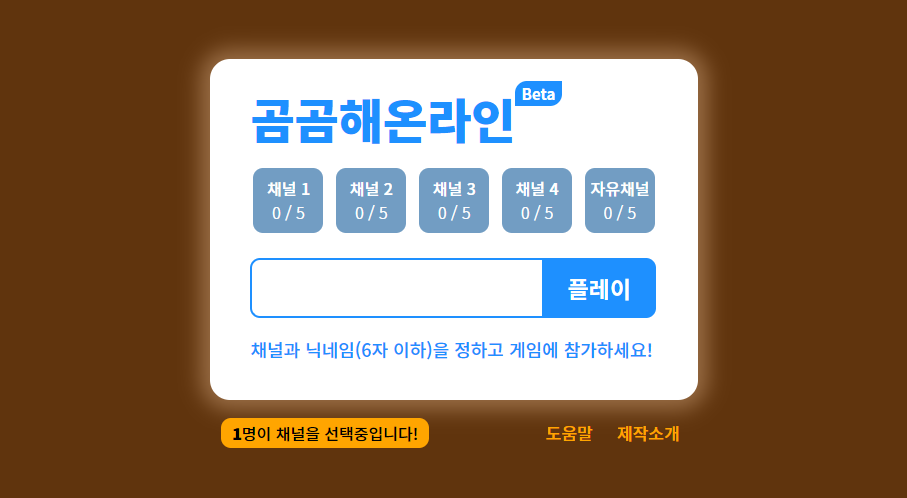 곰곰해온라인 Beta
채널 1 채널 2 채널 3 채널 4 자유채널
0 / 5 0 / 5 0 / 5 0 / 5 0 / 5
플레이
채널과 닉네임(6자 이하)을 정하고 게임에 참가하세요!
1명이 채널을 선택중입니다! 도움말 제작소개